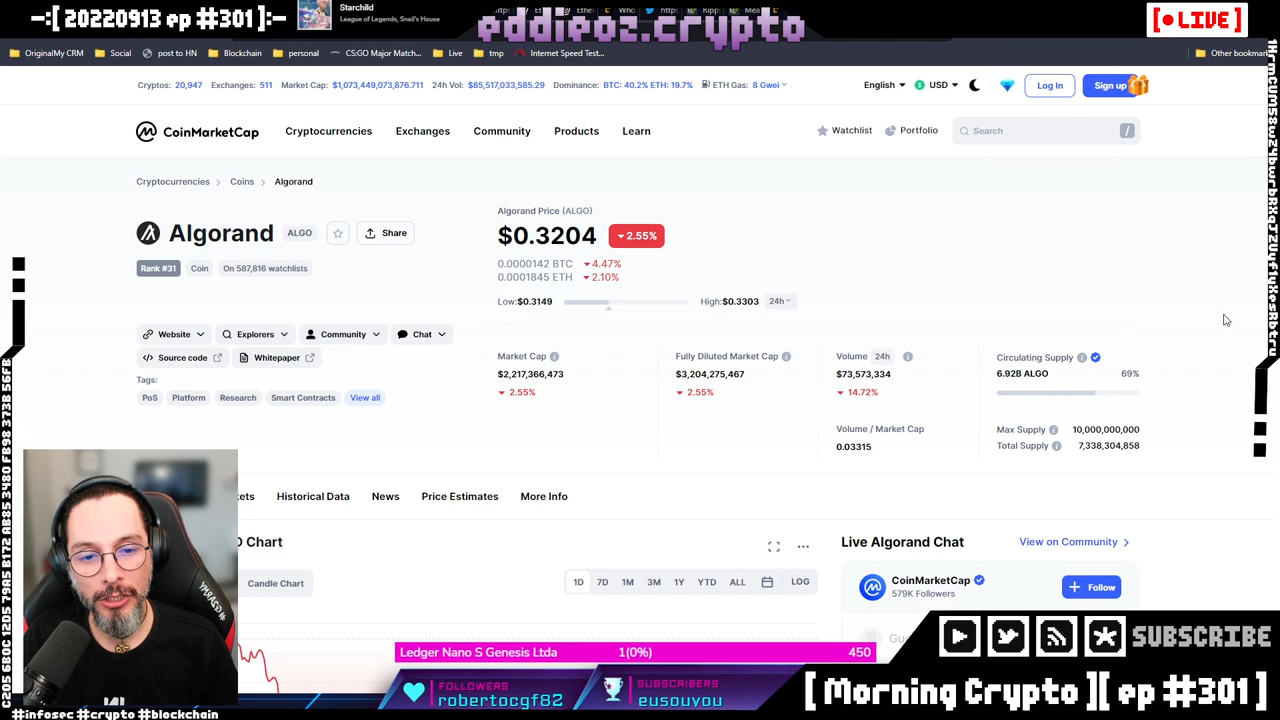 -:[ 20220913 ep #301]:-
Starchild
League of Legends, Snail's House
eddieoz.crypto
[● LIVE ]
OriginalMy CRM
Social
post to HN
Blockchain
personal
CS:GO Major Match...
Live
tmp
Internet Speed Test...
Other bookmar
Cryptos: 20,947 Exchanges: 511 Market Cap: $1,073,449,073,876.711 24h Vol: $85,517,033,585.29 Dominance: BTC: 40.2% ETH: 19.7% ETH Gas: 8 Gwei
English
USD
Log In
Sign up
CoinMarketCap
Cryptocurrencies
Exchanges
Community
Products
Learn
Watchlist
Portfolio
Search
/
Cryptocurrencies > Coins > Algorand
Algorand ALGO
Share
Rank #31
Coin
On 587,816 watchlists
Algorand Price (ALGO)
$0.3204 2.55%
0.0000142 BTC 4.47%
0.0001845 ETH 2.10%
Low: $0.3149
High: $0.3303
24h
Website
Explorers
Community
Chat
Source code
Whitepaper
Tags:
PoS
Platform
Research
Smart Contracts
View all
Market Cap
$2,217,366,473
2.55%
Fully Diluted Market Cap
$3,204,275,467
2.55%
Volume 24h
$73,573,334
14.72%
Volume / Market Cap
0.03315
Circulating Supply
6.92B ALGO 69%
Max Supply 10,000,000,000
Total Supply 7,338,304,858
ets
Historical Data
News
Price Estimates
More Info
D Chart
Candle Chart
1D
7D
1M
3M
1Y
YTD
ALL
LOG
Live Algorand Chat
View on Community >
CoinMarketCap
579K Followers
+ Follow
Ledger Nano S Genesis Ltda 1(0%) 450
FOLLOWERS
robertocgf82
SUBSCRIBERS
eusouyou
SUBSCRIBE
[ Morning Crypto ][ ep #301 ]
#infosec #crypto #blockchain